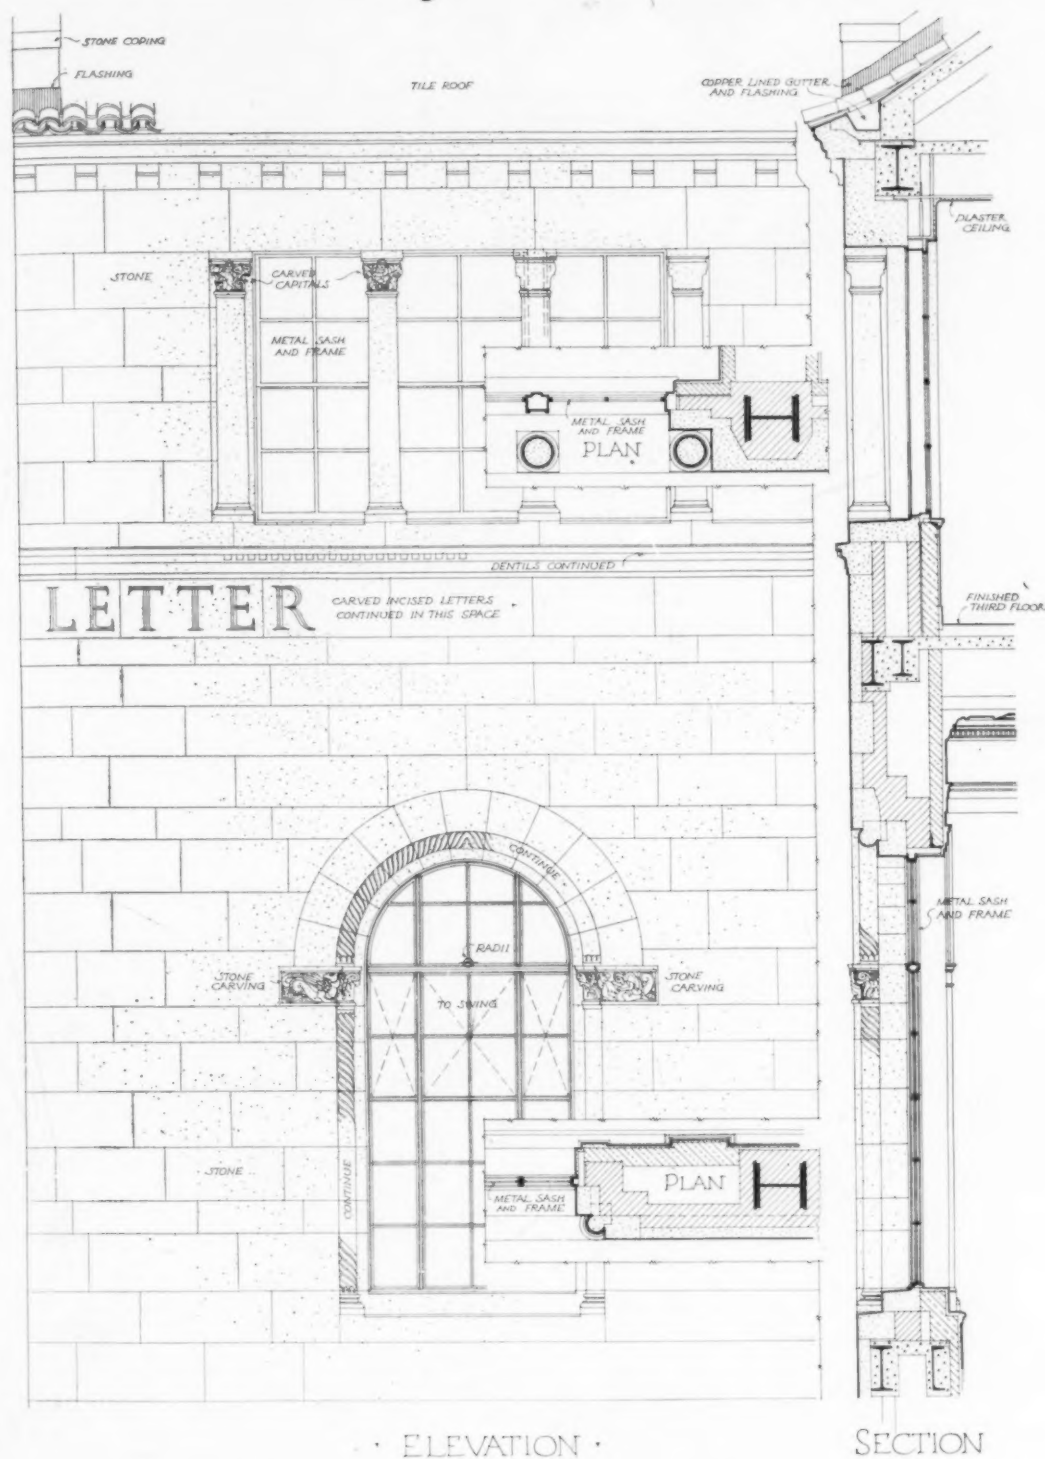 STONE COPING
FLASHING
TILE ROOF
COPPER LINED GUTTER
AND FLASHING
PLASTER
CEILING
STONE
CARVED
CAPITALS
METAL SASH
AND FRAME
METAL SASH
AND FRAME
PLAN
DENTILS CONTINUED
LETTER
CARVED INCISED LETTERS
CONTINUED IN THIS SPACE
FINISHED
THIRD FLOOR
CONTINUE
METAL SASH
AND FRAME
RADII
STONE
CARVING
TO SWING
STONE
CARVING
STONE
CONTINUE
PLAN
METAL SASH
AND FRAME
· ELEVATION ·
SECTION